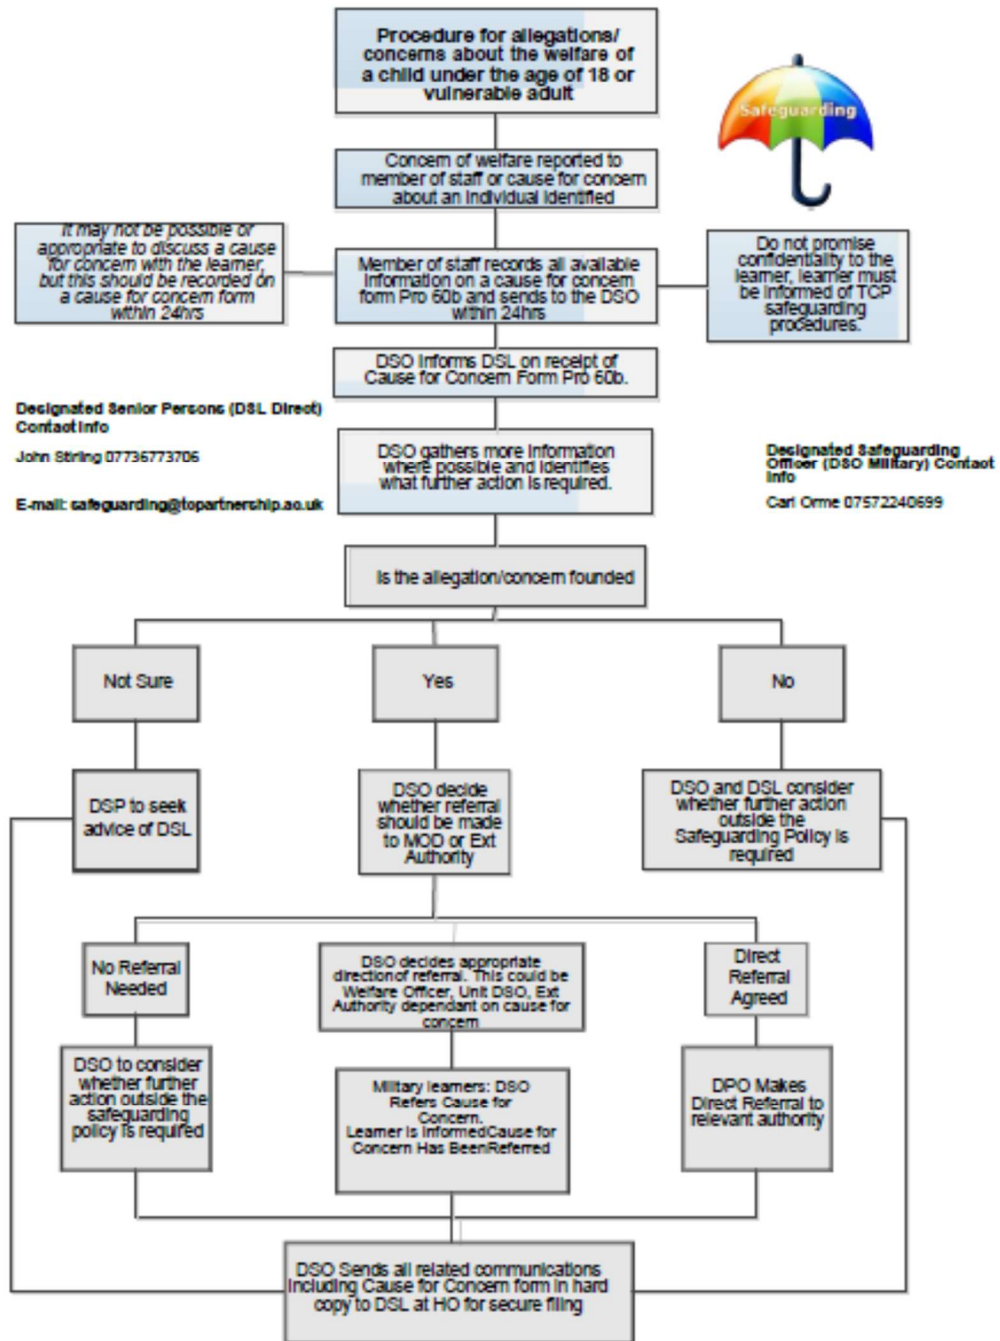 Procedure for allegations/
concerns about the welfare of
a child under the age of 18 or
vulnerable adult
Safeguarding
Concern of welfare reported to
member of staff or cause for concern
about an individual identified
It may not be possible or
appropriate to discuss a cause
for concern with the learner,
but this should be recorded on
a cause for concern form
within 24hrs
Member of staff records all available
information on a cause for concern
form Pro 60b and sends to the DSO
within 24hrs
Do not promise
confidentiality to the
learner, learner must
be informed of TCP
safeguarding
procedures.
DSO informs DSL on receipt of
Cause for Concern Form Pro 60b.
Designated Senior Persons (DSL Direct)
Contact Info
John Stirling 07736773706
E-mail: safeguarding@tcpartnership.ac.uk
DSO gathers more information
where possible and identifies
what further action is required.
Designated Safeguarding
Officer (DSO Military) Contact
Info
Carl Orme 07572240699
Is the allegation/concern founded
Not Sure
Yes
No
DSP to seek
advice of DSL
DSO decide
whether referral
should be made
to MOD or Ext
Authority
DSO and DSL consider
whether further action
outside the
Safeguarding Policy is
required
No Referral
Needed
DSO decides appropriate
directionof referral. This could be
Welfare Officer, Unit DSO, Ext
Authority dependant on cause for
concern
Direct
Referral
Agreed
DSO to consider
whether further
action outside the
safeguarding
policy is required
Military learners: DSO
Refers Cause for
Concern.
Learner is informedCause for
Concern Has BeenReferred
DPO Makes
Direct Referral to
relevant authority
DSO Sends all related communications
including Cause for Concern form in hard
copy to DSL at HO for secure filing